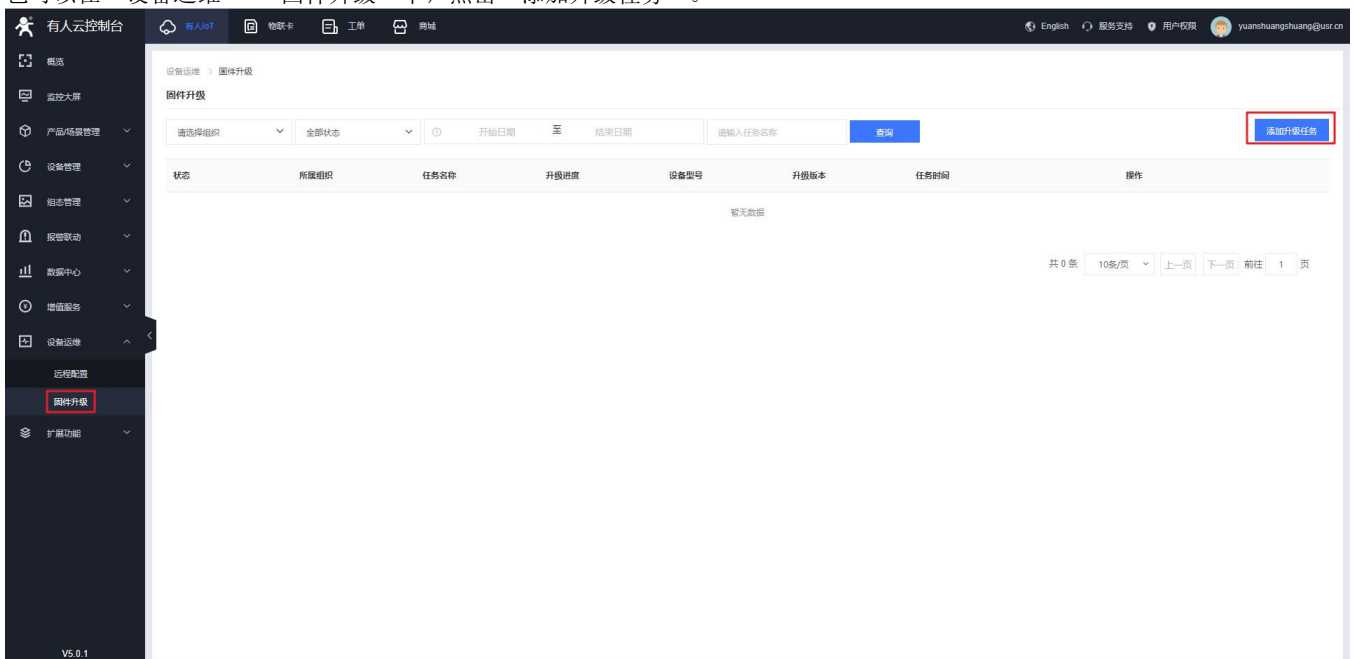 也可以在“设备运维”—“固件升级”下，点击“添加升级任务”。
有人云控制台 有人IoT 物联卡 工单 商城 English 服务支持 用户权限 yuanshuangshuang@usr.cn
概览
监控大屏
产品/场景管理
设备管理
组态管理
报警联动
数据中心
增值服务
设备运维
远程配置
固件升级
扩展功能
V5.0.1
设备运维 > 固件升级
固件升级
请选择组织 全部状态 开始日期 至 结束日期 请输入任务名称 查询 添加升级任务
状态 所属组织 任务名称 升级进度 设备型号 升级版本 任务时间 操作
暂无数据
共 0 条 10条/页 上一页 下一页 前往 1 页